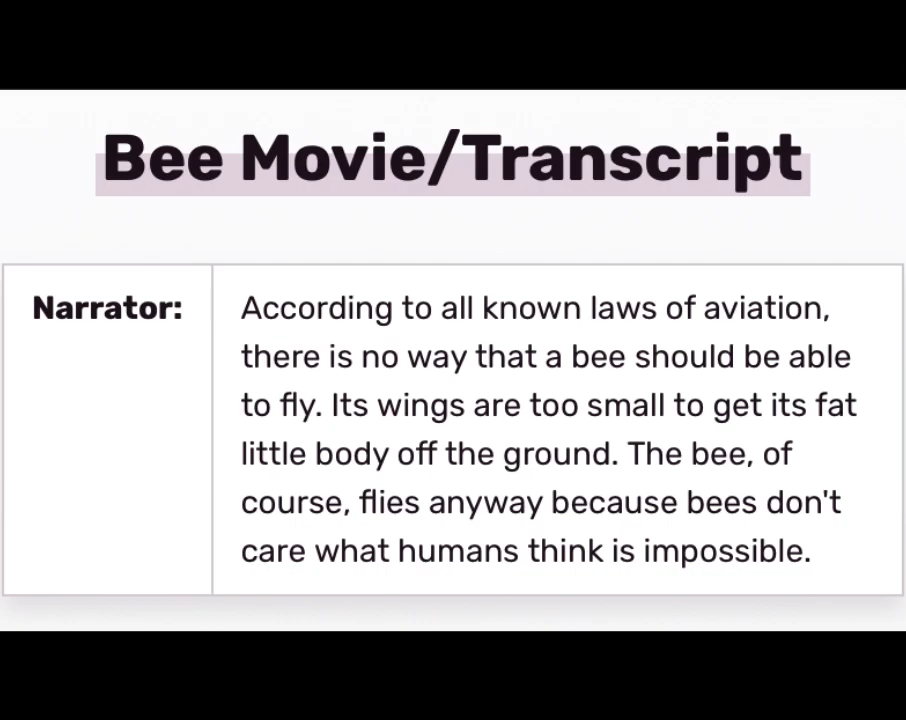 Bee Movie/Transcript
Narrator:
According to all known laws of aviation,
there is no way that a bee should be able
to fly. Its wings are too small to get its fat
little body off the ground. The bee, of
course, flies anyway because bees don't
care what humans think is impossible.